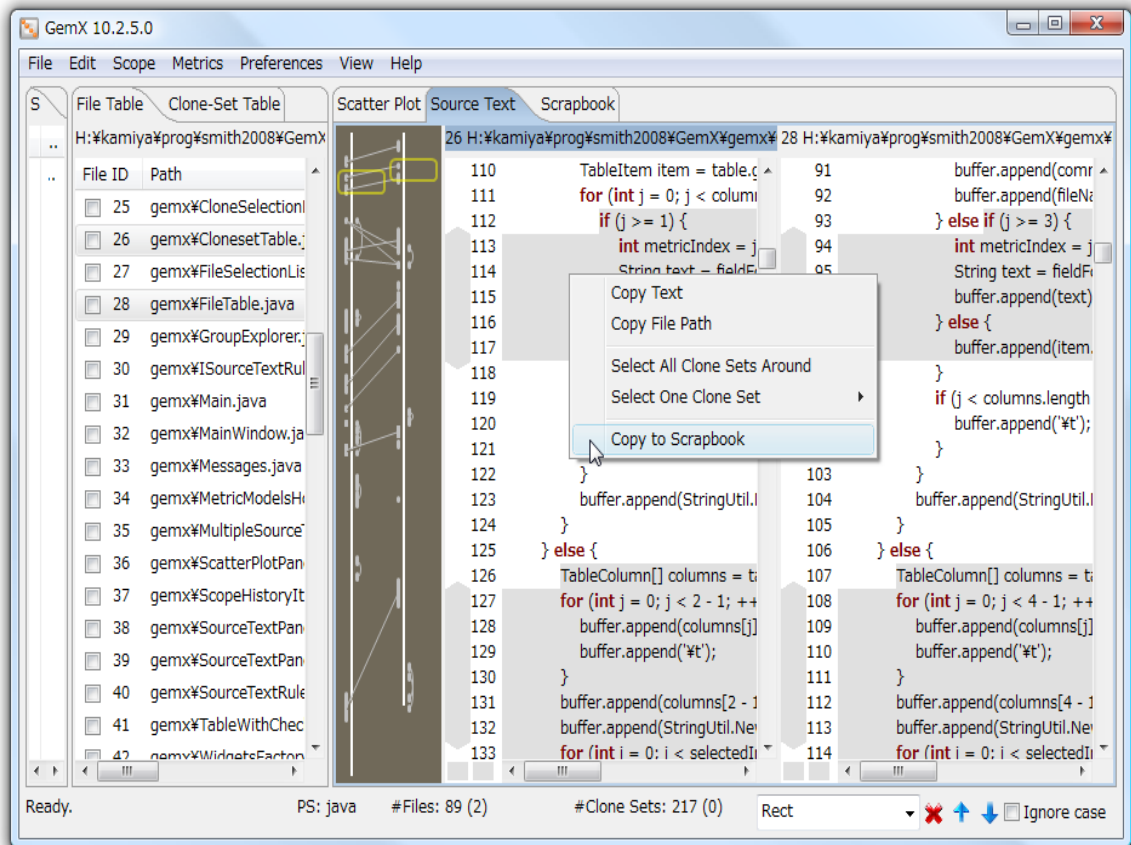 GemX 10.2.5.0
File Edit Scope Metrics Preferences View Help
S
File Table Clone-Set Table
Scatter Plot Source Text Scrapbook
..
..
H:¥kamiya¥prog¥smith2008¥GemX
File ID Path
25 gemx¥CloneSelectionI
26 gemx¥ClonesetTable.j
27 gemx¥FileSelectionLis
28 gemx¥FileTable.java
29 gemx¥GroupExplorer.j
30 gemx¥ISourceTextRul
31 gemx¥Main.java
32 gemx¥MainWindow.ja
33 gemx¥Messages.java
34 gemx¥MetricModelsHo
35 gemx¥MultipleSourceT
36 gemx¥ScatterPlotPan
37 gemx¥ScopeHistoryIt
38 gemx¥SourceTextPan
39 gemx¥SourceTextPan
40 gemx¥SourceTextRule
41 gemx¥TableWithChec
42 gemx¥WidgetsFactory
26 H:¥kamiya¥prog¥smith2008¥GemX¥gemx¥
110 TableItem item = table.g
111 for (int j = 0; j < column
112 if (j >= 1) {
113 int metricIndex = j
114 String text = fieldF
115
116
117
118
119
120
121
122 }
123 buffer.append(StringUtil.
124 }
125 } else {
126 TableColumn[] columns = ta
127 for (int j = 0; j < 2 - 1; ++
128 buffer.append(columns[j]
129 buffer.append('¥t');
130 }
131 buffer.append(columns[2 - 1
132 buffer.append(StringUtil.New
133 for (int i = 0; i < selectedIn
28 H:¥kamiya¥prog¥smith2008¥GemX¥gemx¥
91 buffer.append(comm
92 buffer.append(fileNa
93 } else if (j >= 3) {
94 int metricIndex = j
95 String text = fieldFo
buffer.append(text)
} else {
buffer.append(item.
}
if (j < columns.length
buffer.append('¥t');
}
103 }
104 buffer.append(StringUtil.
105 }
106 } else {
107 TableColumn[] columns = ta
108 for (int j = 0; j < 4 - 1; ++
109 buffer.append(columns[j]
110 buffer.append('¥t');
111 }
112 buffer.append(columns[4 - 1
113 buffer.append(StringUtil.New
114 for (int i = 0; i < selectedIn
Copy Text
Copy File Path
Select All Clone Sets Around
Select One Clone Set
Copy to Scrapbook
Ready. PS: java #Files: 89 (2) #Clone Sets: 217 (0) Rect Ignore case